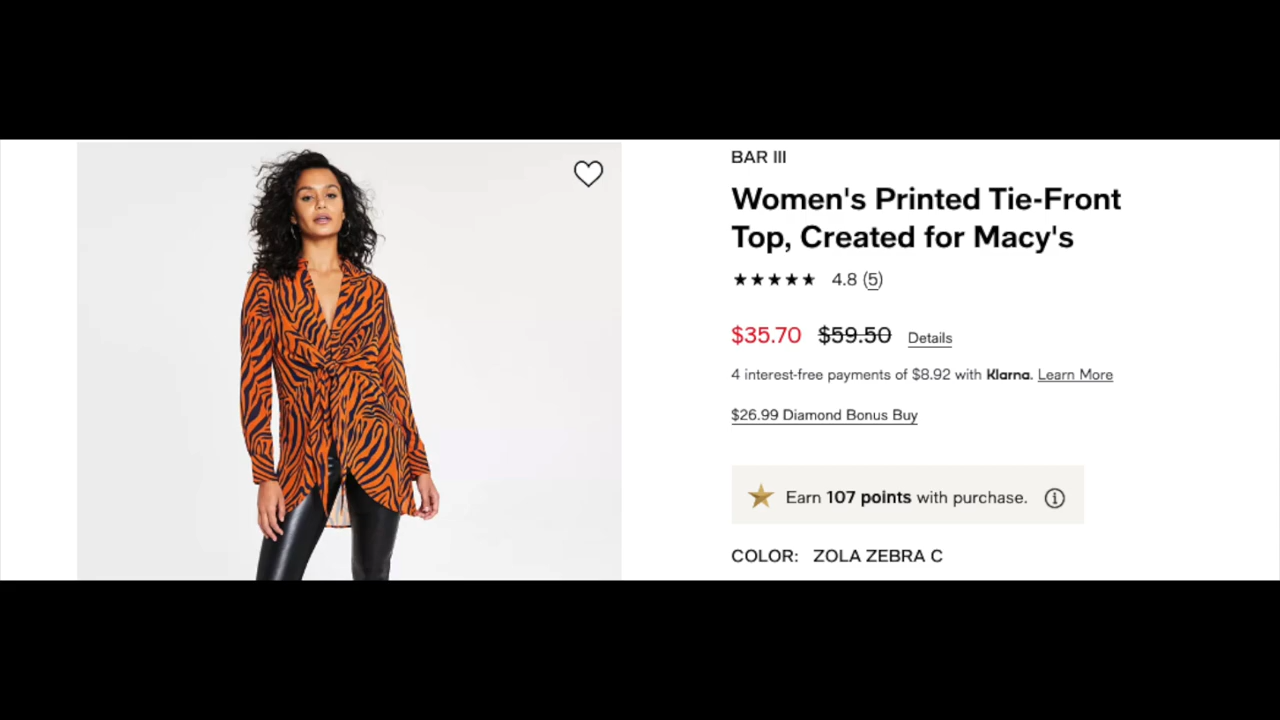 BAR III
Women's Printed Tie-Front
Top, Created for Macy's
4.8 (5)
$35.70 $59.50 Details
4 interest-free payments of $8.92 with Klarna. Learn More
$26.99 Diamond Bonus Buy
Earn 107 points with purchase.
COLOR: ZOLA ZEBRA C